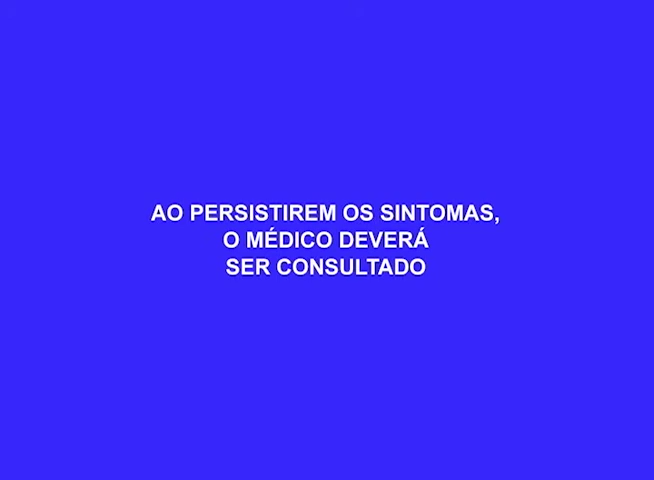 AO PERSISTIREM OS SINTOMAS,
O MÉDICO DEVERÁ
SER CONSULTADO